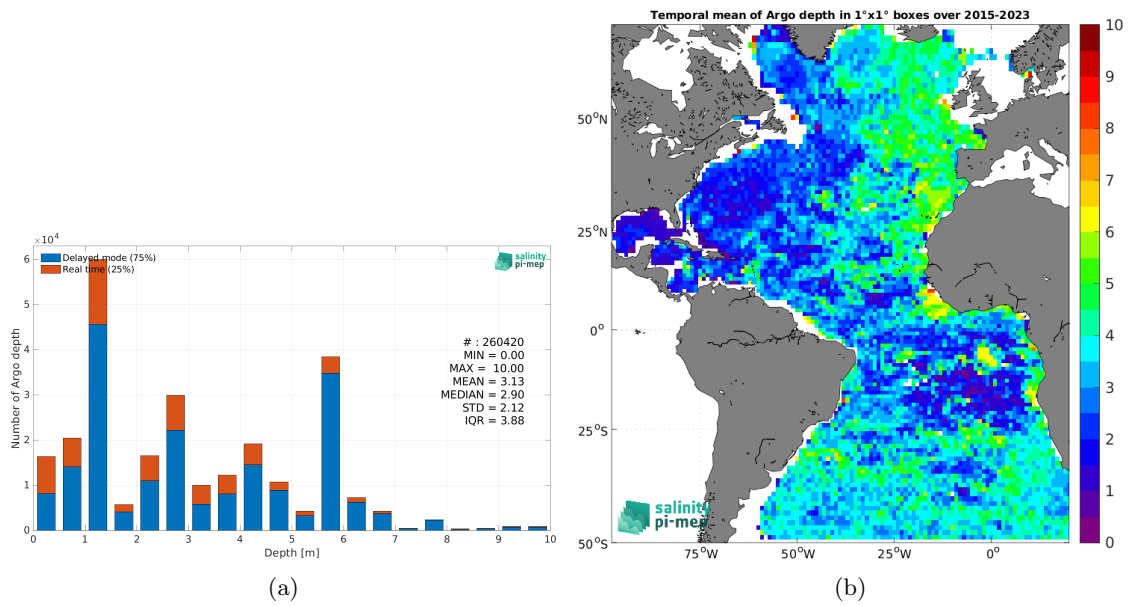 ×10⁴
6
5
4
3
2
1
0
Number of Argo depth
Delayed mode (75%)
Real time (25%)
salinity
pi-mep
# : 260420
MIN = 0.00
MAX = 10.00
MEAN = 3.13
MEDIAN = 2.90
STD = 2.12
IQR = 3.88
0 1 2 3 4 5 6 7 8 9 10
Depth [m]
(a)
Temporal mean of Argo depth in 1°x1° boxes over 2015-2023
50°N
25°N
0°
25°S
50°S
salinity
pi-mep
75°W 50°W 25°W 0°
10
9
8
7
6
5
4
3
2
1
0
(b)